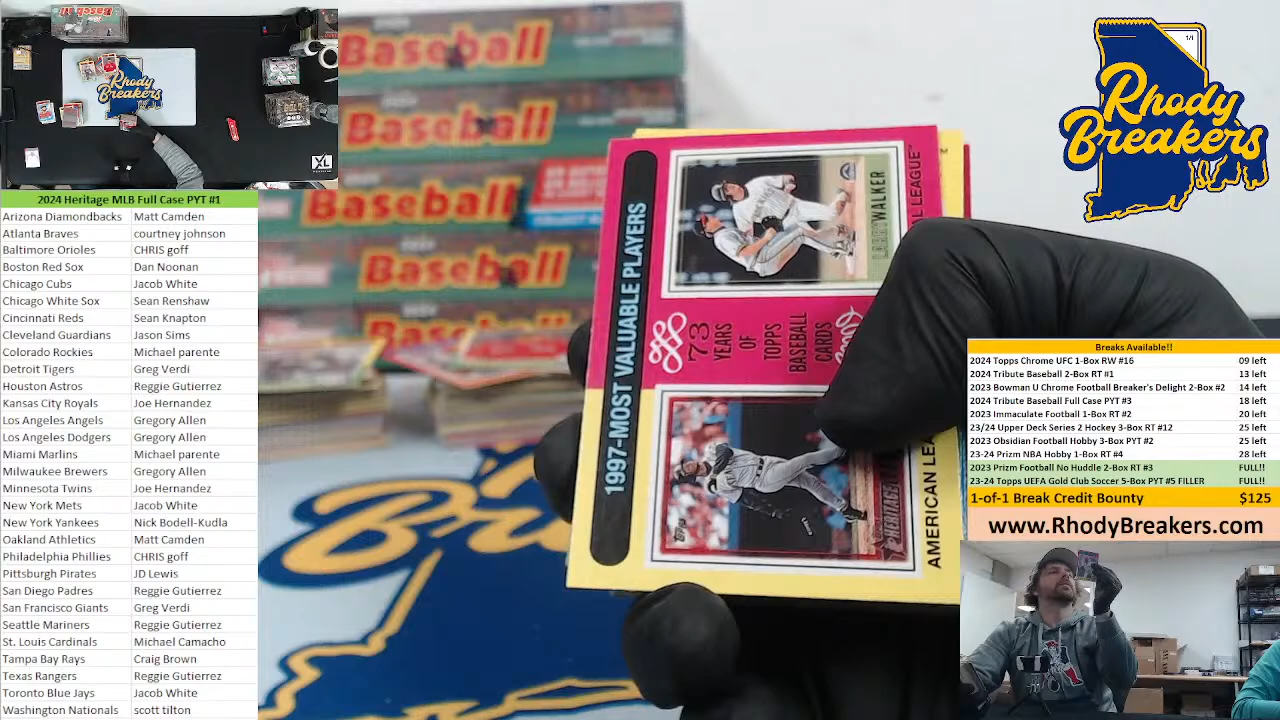 Rhody
Breakers
XL
2024 Heritage MLB Full Case PYT #1
Arizona Diamondbacks Matt Camden
Atlanta Braves courtney johnson
Baltimore Orioles CHRIS goff
Boston Red Sox Dan Noonan
Chicago Cubs Jacob White
Chicago White Sox Sean Renshaw
Cincinnati Reds Sean Knapton
Cleveland Guardians Jason Sims
Colorado Rockies Michael parente
Detroit Tigers Greg Verdi
Houston Astros Reggie Gutierrez
Kansas City Royals Joe Hernandez
Los Angeles Angels Gregory Allen
Los Angeles Dodgers Gregory Allen
Miami Marlins Michael parente
Milwaukee Brewers Gregory Allen
Minnesota Twins Joe Hernandez
New York Mets Jacob White
New York Yankees Nick Bodell-Kudla
Oakland Athletics Matt Camden
Philadelphia Phillies CHRIS goff
Pittsburgh Pirates JD Lewis
San Diego Padres Reggie Gutierrez
San Francisco Giants Greg Verdi
Seattle Mariners Reggie Gutierrez
St. Louis Cardinals Michael Camacho
Tampa Bay Rays Craig Brown
Texas Rangers Reggie Gutierrez
Toronto Blue Jays Jacob White
Washington Nationals scott tilton
Baseball
Baseball
Baseball
Baseball
1997-MOST VALUABLE PLAYERS
'73
YEARS
OF
TOPPS
BASEBALL
CARDS
LARRY WALKER
L LEAGUE
Topps
HERITAGE
AMERICAN LEA
1/1
Rhody
Breakers
Breaks Available!!
2024 Topps Chrome UFC 1-Box RW #16 09 left
2024 Tribute Baseball 2-Box RT #1 13 left
2023 Bowman U Chrome Football Breaker's Delight 2-Box #2 14 left
2024 Tribute Baseball Full Case PYT #3 18 left
2023 Immaculate Football 1-Box RT #2 20 left
23/24 Upper Deck Series 2 Hockey 3-Box RT #12 25 left
2023 Obsidian Football Hobby 3-Box PYT #2 25 left
23-24 Prizm NBA Hobby 1-Box RT #4 28 left
2023 Prizm Football No Huddle 2-Box RT #3 FULL!!
23-24 Topps UEFA Gold Club Soccer 5-Box PYT #5 FILLER FULL!!
1-of-1 Break Credit Bounty $125
www.RhodyBreakers.com